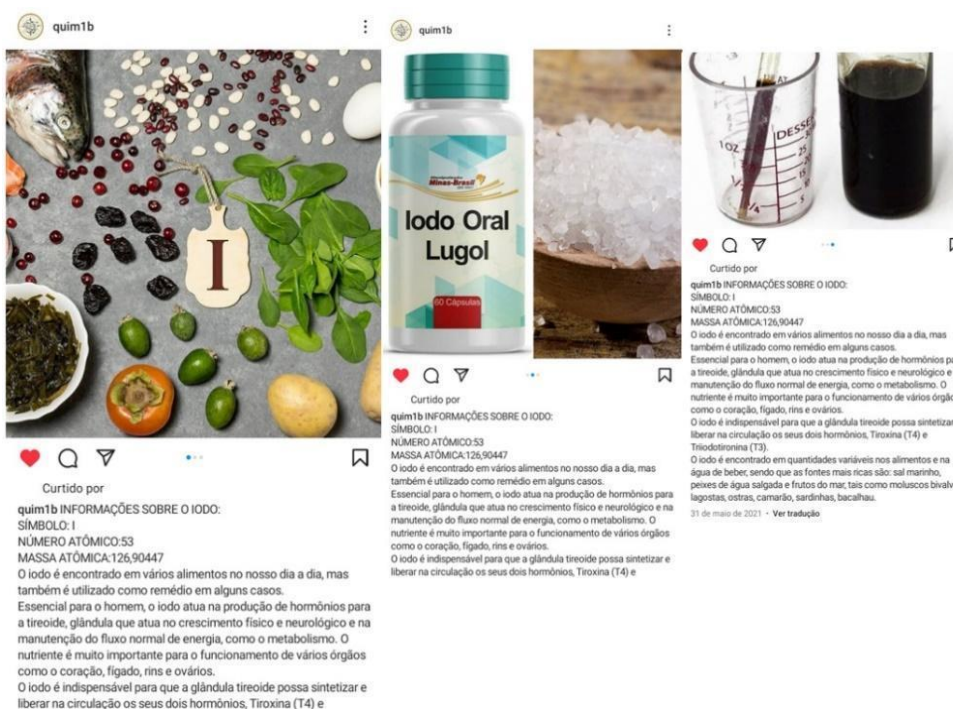 quim1b
I
Curtido por
quim1b INFORMAÇÕES SOBRE O IODO:
SÍMBOLO: I
NÚMERO ATÔMICO:53
MASSA ATÔMICA:126,90447
O iodo é encontrado em vários alimentos no nosso dia a dia, mas
também é utilizado como remédio em alguns casos.
Essencial para o homem, o iodo atua na produção de hormônios para
a tireoide, glândula que atua no crescimento físico e neurológico e na
manutenção do fluxo normal de energia, como o metabolismo. O
nutriente é muito importante para o funcionamento de vários órgãos
como o coração, fígado, rins e ovários.
O iodo é indispensável para que a glândula tireoide possa sintetizar e
liberar na circulação os seus dois hormônios, Tiroxina (T4) e
quim1b
Minas-Brasil
Iodo Oral
Lugol
60 Cápsulas
Curtido por
quim1b INFORMAÇÕES SOBRE O IODO:
SÍMBOLO: I
NÚMERO ATÔMICO:53
MASSA ATÔMICA:126,90447
O iodo é encontrado em vários alimentos no nosso dia a dia, mas
também é utilizado como remédio em alguns casos.
Essencial para o homem, o iodo atua na produção de hormônios para
a tireoide, glândula que atua no crescimento físico e neurológico e na
manutenção do fluxo normal de energia, como o metabolismo. O
nutriente é muito importante para o funcionamento de vários órgãos
como o coração, fígado, rins e ovários.
O iodo é indispensável para que a glândula tireoide possa sintetizar e
liberar na circulação os seus dois hormônios, Tiroxina (T4) e
DESSE
1OZ
25
20
15
10
5
Curtido por
quim1b INFORMAÇÕES SOBRE O IODO:
SÍMBOLO: I
NÚMERO ATÔMICO:53
MASSA ATÔMICA:126,90447
O iodo é encontrado em vários alimentos no nosso dia a dia, mas
também é utilizado como remédio em alguns casos.
Essencial para o homem, o iodo atua na produção de hormônios pa
a tireoide, glândula que atua no crescimento físico e neurológico e
manutenção do fluxo normal de energia, como o metabolismo. O
nutriente é muito importante para o funcionamento de vários órgão
como o coração, fígado, rins e ovários.
O iodo é indispensável para que a glândula tireoide possa sintetizar
liberar na circulação os seus dois hormônios, Tiroxina (T4) e
Triiodotironina (T3).
O iodo é encontrado em quantidades variáveis nos alimentos e na
água de beber, sendo que as fontes mais ricas são: sal marinho,
peixes de água salgada e frutos do mar, tais como moluscos bivalv
lagostas, ostras, camarão, sardinhas, bacalhau.
31 de maio de 2021 • Ver tradução